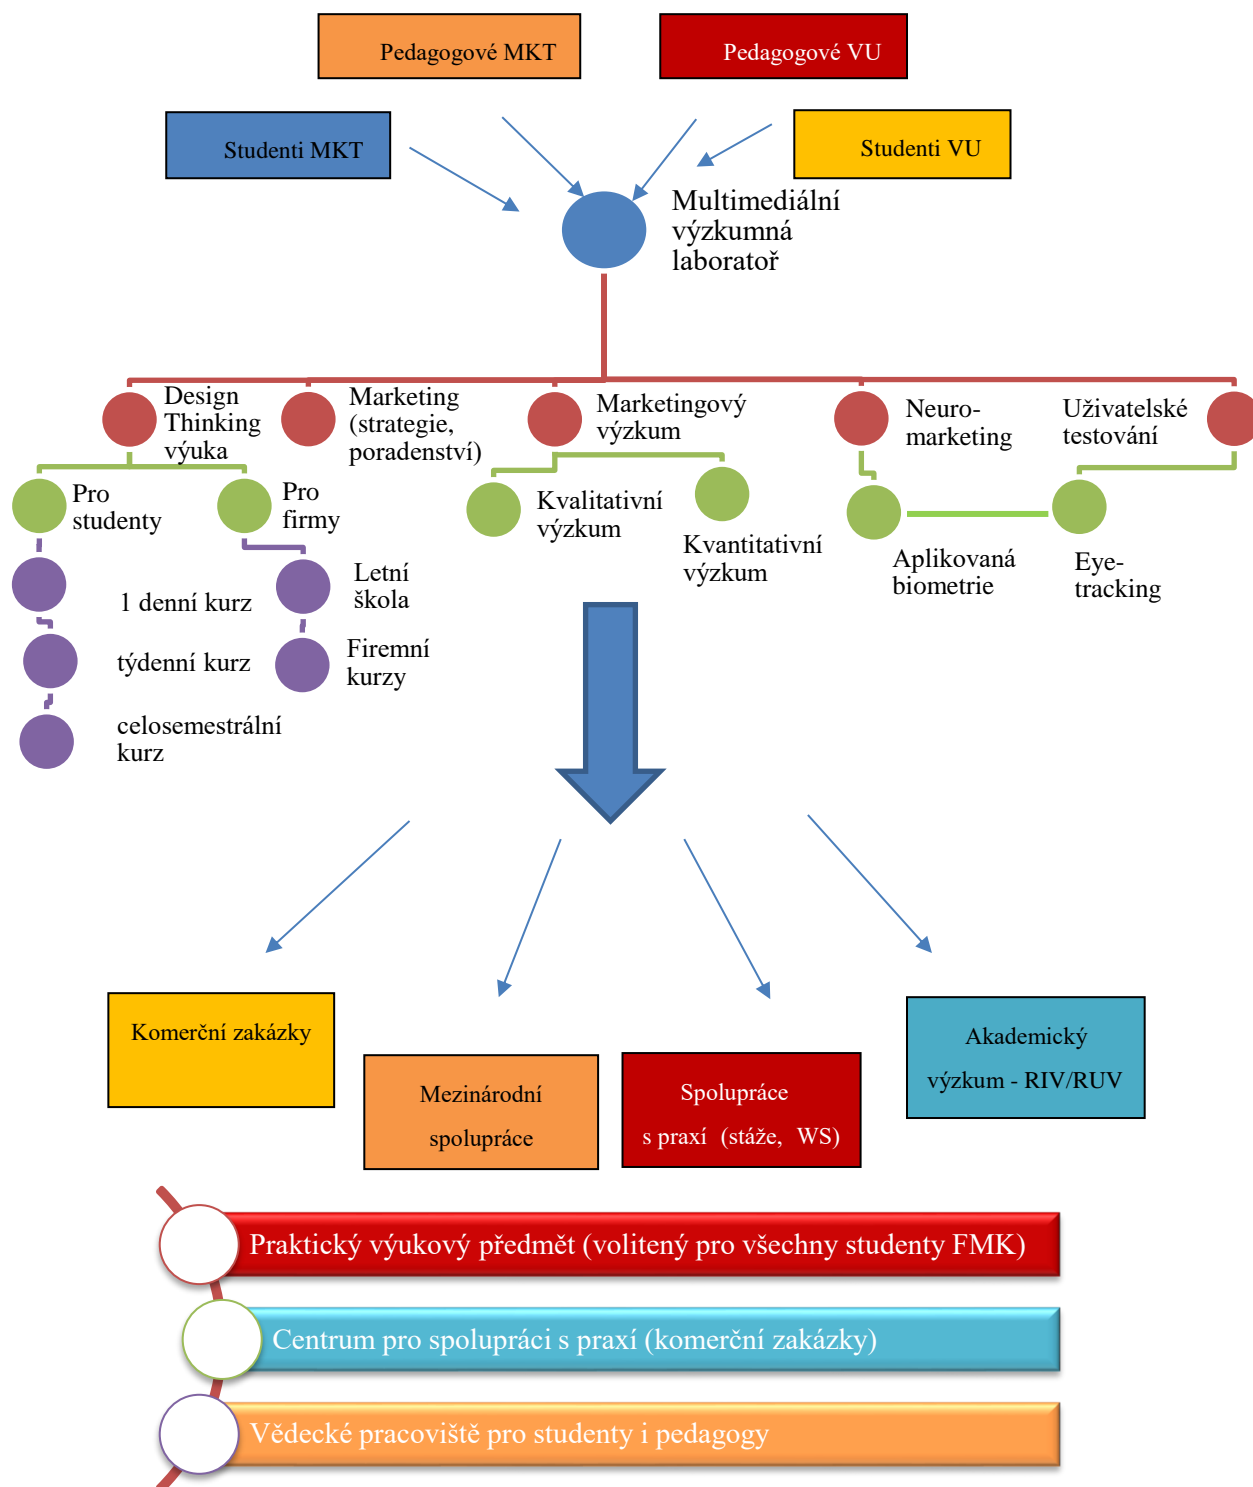 Pedagogové MKT
Pedagogové VU
Studenti MKT
Studenti VU
Multimediální
výzkumná
laboratoř
Design
Thinking
výuka
Marketing
(strategie,
poradenství)
Marketingový
výzkum
Neuro-
marketing
Uživatelské
testování
Pro
studenty
Pro
firmy
Kvalitativní
výzkum
Kvantitativní
výzkum
Aplikovaná
biometrie
Eye-
tracking
1 denní kurz
týdenní kurz
celosemestrální
kurz
Letní
škola
Firemní
kurzy
Komerční zakázky
Mezinárodní
spolupráce
Spolupráce
s praxí (stáže, WS)
Akademický
výzkum - RIV/RUV
Praktický výukový předmět (volitený pro všechny studenty FMK)
Centrum pro spolupráci s praxí (komerční zakázky)
Vědecké pracoviště pro studenty i pedagogy